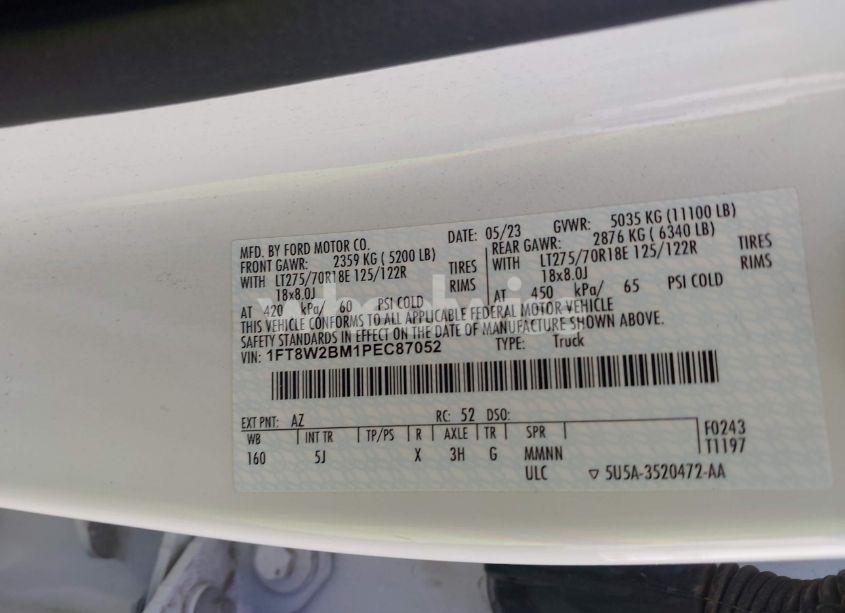 MFD. BY FORD MOTOR CO. DATE: 05/23 GVWR: 5035 KG (11100 LB)
FRONT GAWR: 2359 KG ( 5200 LB) REAR GAWR: 2876 KG ( 6340 LB)
WITH LT275/70R18E 125/122R TIRES WITH LT275/70R18E 125/122R TIRES
18x8.0J RIMS 18x8.0J RIMS
AT 420 kPa/ 60 PSI COLD AT 450 kPa/ 65 PSI COLD
THIS VEHICLE CONFORMS TO ALL APPLICABLE FEDERAL MOTOR VEHICLE
SAFETY STANDARDS IN EFFECT ON THE DATE OF MANUFACTURE SHOWN ABOVE.
VIN: 1FT8W2BM1PEC87052 TYPE: Truck
EXT PNT: AZ RC: 52 DSO:
WB INT TR TP/PS R AXLE TR SPR F0243
160 5J X 3H G MMNN T1197
ULC ▽ 5U5A-3520472-AA